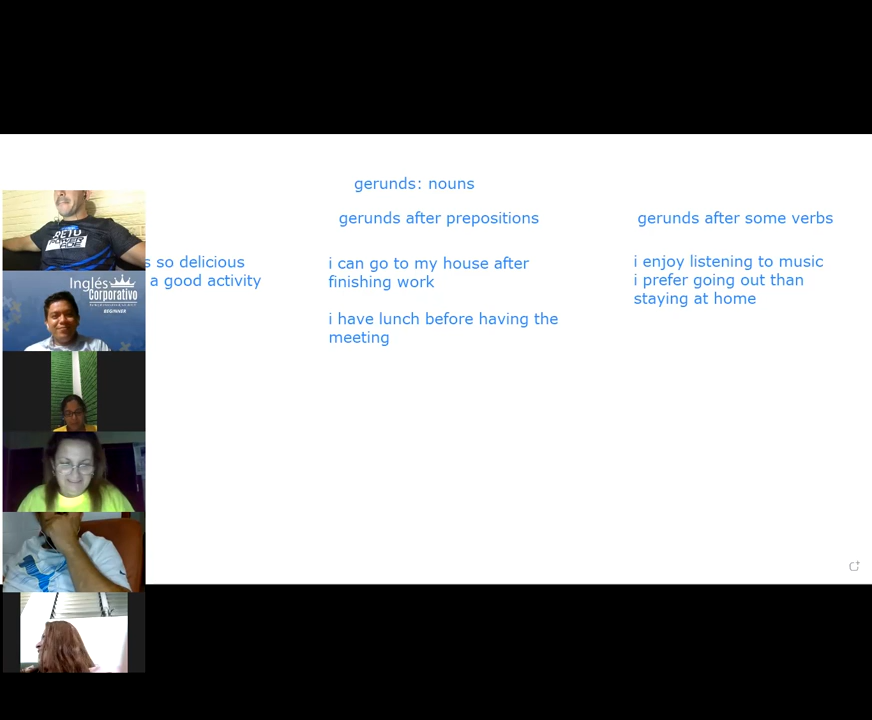 gerunds: nouns
gerunds after prepositions
gerunds after some verbs
s so delicious
a good activity
i can go to my house after
finishing work
i have lunch before having the
meeting
i enjoy listening to music
i prefer going out than
staying at home
RETO
POWER
Inglés
Corporativo
BEGINNER